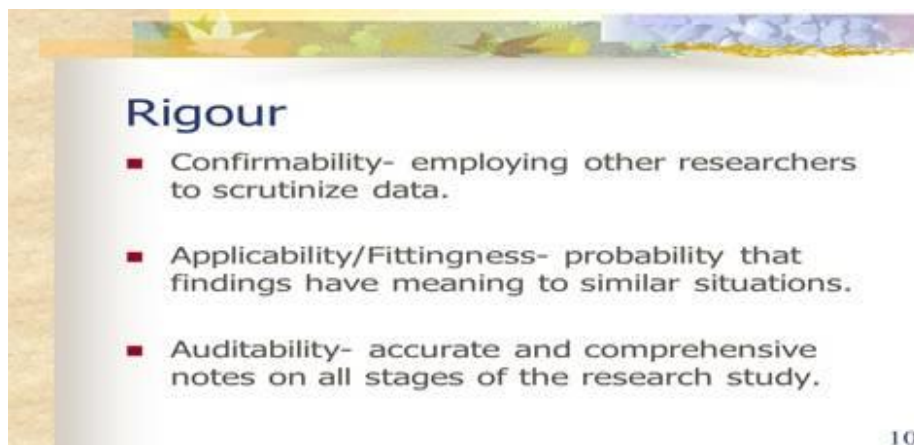 Rigour
Confirmability- employing other researchers
to scrutinize data.
Applicability/Fittingness- probability that
findings have meaning to similar situations.
Auditability- accurate and comprehensive
notes on all stages of the research study.
10